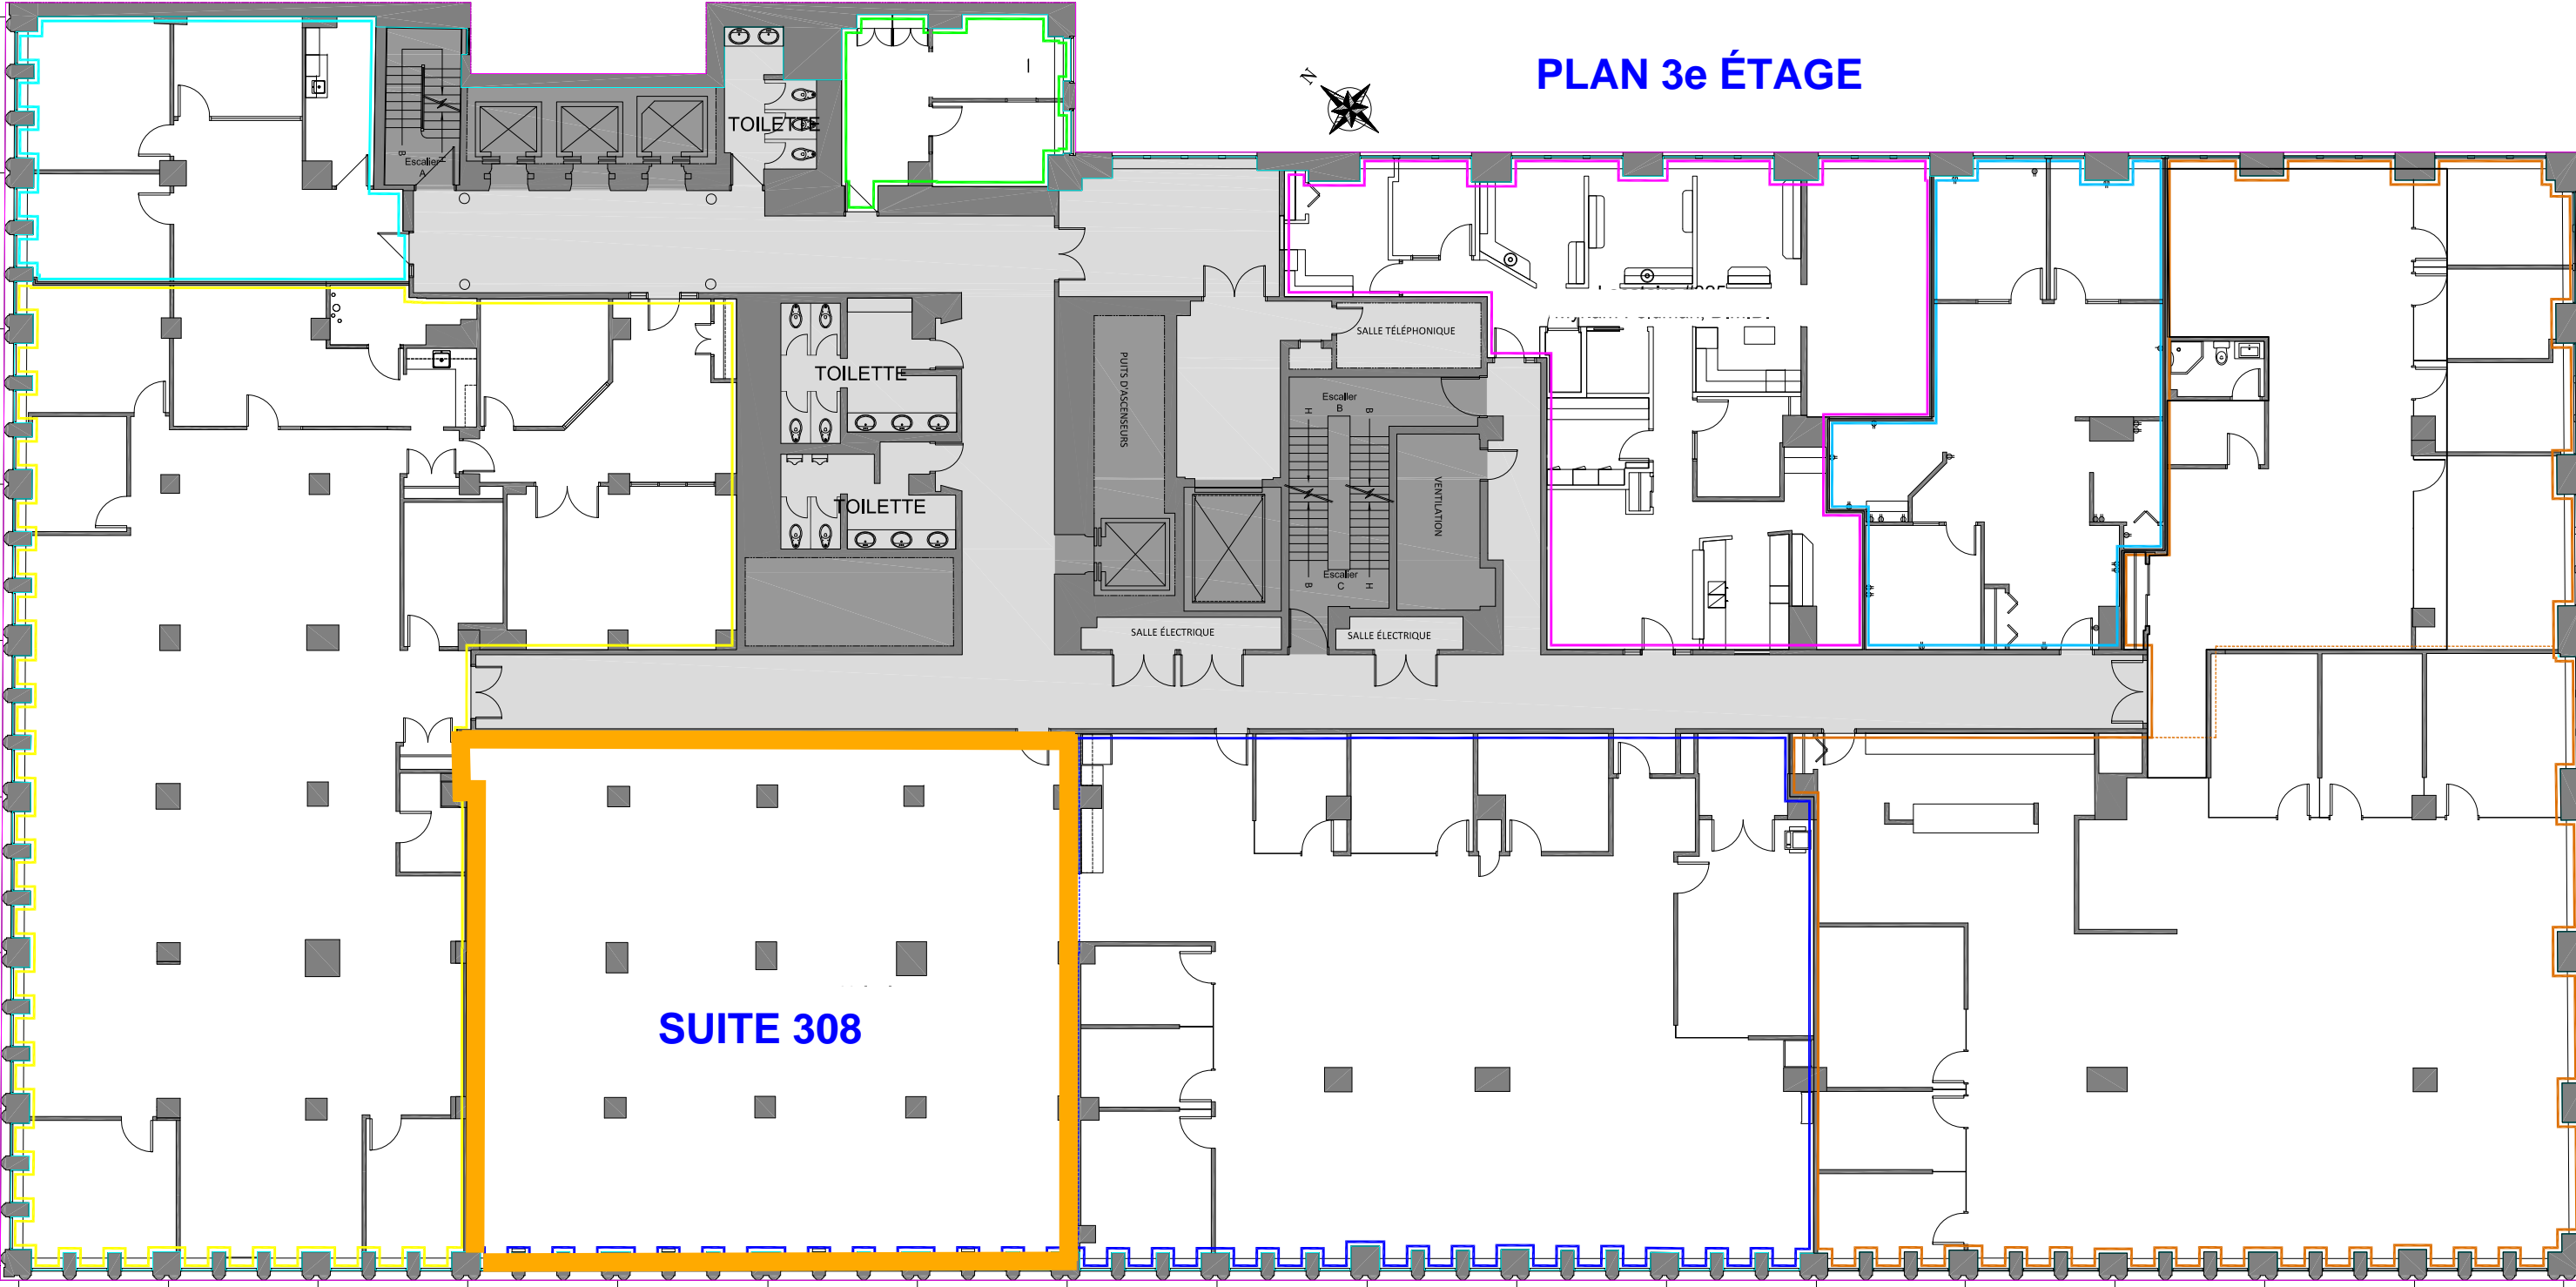 PLAN 3e ÉTAGE
N
TOILETTE
B
H
Escalier
A
TOILETTE
PUITS D'ASCENSEURS
SALLE TÉLÉPHONIQUE
Escalier
B
H
B
VENTILATION
TOILETTE
B
Escalier
C
H
SALLE ÉLECTRIQUE
SALLE ÉLECTRIQUE
SUITE 308